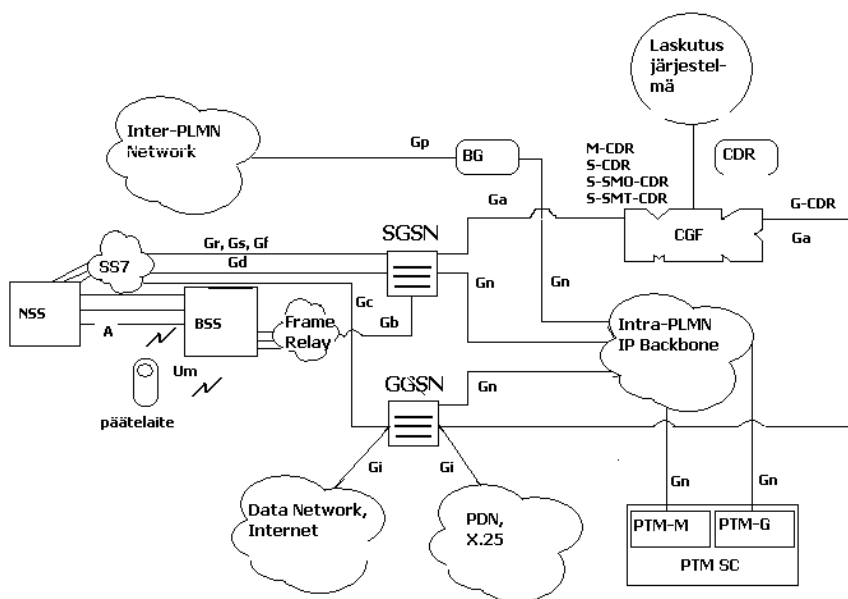 Laskutus
järjestel-
mä
Inter-PLMN
Network
Gp
BG
M-CDR
S-CDR
S-SMO-CDR
S-SMT-CDR
CDR
Ga
G-CDR
CGF
Ga
Gr, Gs, Gf
SGSN
SS7
Gd
Gn
Gn
NSS
BSS
Gc
Frame
Relay
Gb
Intra-PLMN
IP Backbone
A
Um
GGSN
Gn
päätelaite
Gi
Gi
Gn
Gn
Data Network,
Internet
PDN,
X.25
PTM-M
PTM-G
PTM SC